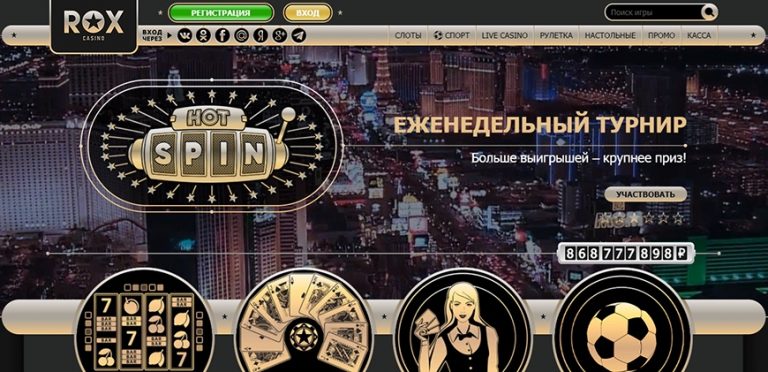 ROX
CASINO
РЕГИСТРАЦИЯ
ВХОД
Поиск игры
ВХОД
ЧЕРЕЗ
СЛОТЫ
СПОРТ
LIVE CASINO
РУЛЕТКА
НАСТОЛЬНЫЕ
ПРОМО
КАССА
HOT
SPIN
ЕЖЕНЕДЕЛЬНЫЙ ТУРНИР
Больше выигрышей – крупнее приз!
УЧАСТВОВАТЬ
868777898₽
7
BAR
BAR
BAR
BAR
7